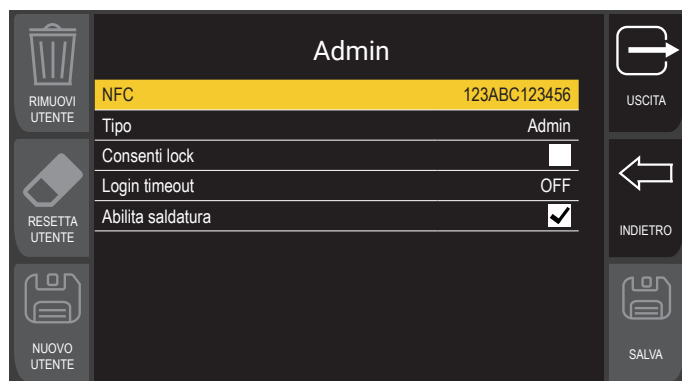 Admin
RIMUOVI
UTENTE
RESETTA
UTENTE
NUOVO
UTENTE
NFC 123ABC123456
Tipo Admin
Consenti lock
Login timeout OFF
Abilita saldatura
USCITA
INDIETRO
SALVA